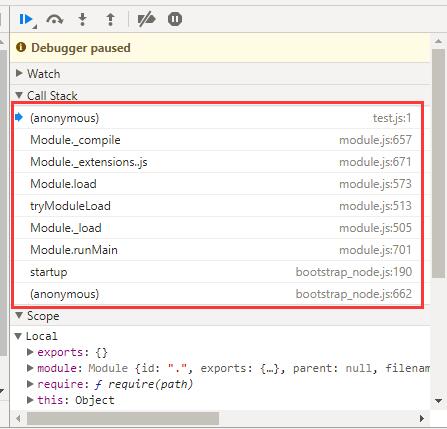 Debugger paused
Watch
Call Stack
(anonymous) test.js:1
Module._compile module.js:657
Module._extensions..js module.js:671
Module.load module.js:573
tryModuleLoad module.js:513
Module._load module.js:505
Module.runMain module.js:701
startup bootstrap_node.js:190
(anonymous) bootstrap_node.js:662
Scope
Local
exports: {}
module: Module {id: ".", exports: {…}, parent: null, filenam
require: ƒ require(path)
this: Object